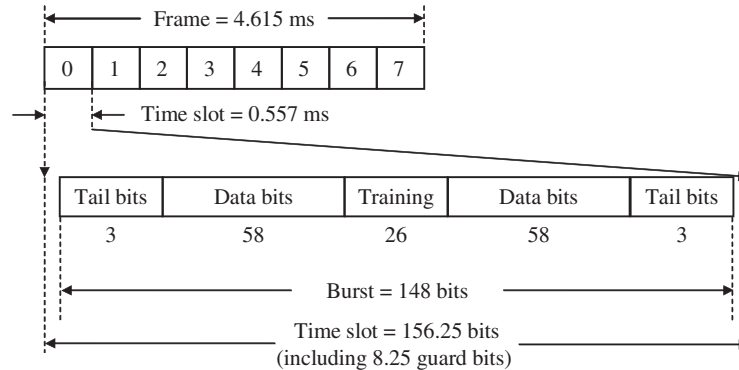 Frame = 4.615 ms
0 1 2 3 4 5 6 7
Time slot = 0.557 ms
Tail bits Data bits Training Data bits Tail bits
3 58 26 58 3
Burst = 148 bits
Time slot = 156.25 bits
(including 8.25 guard bits)